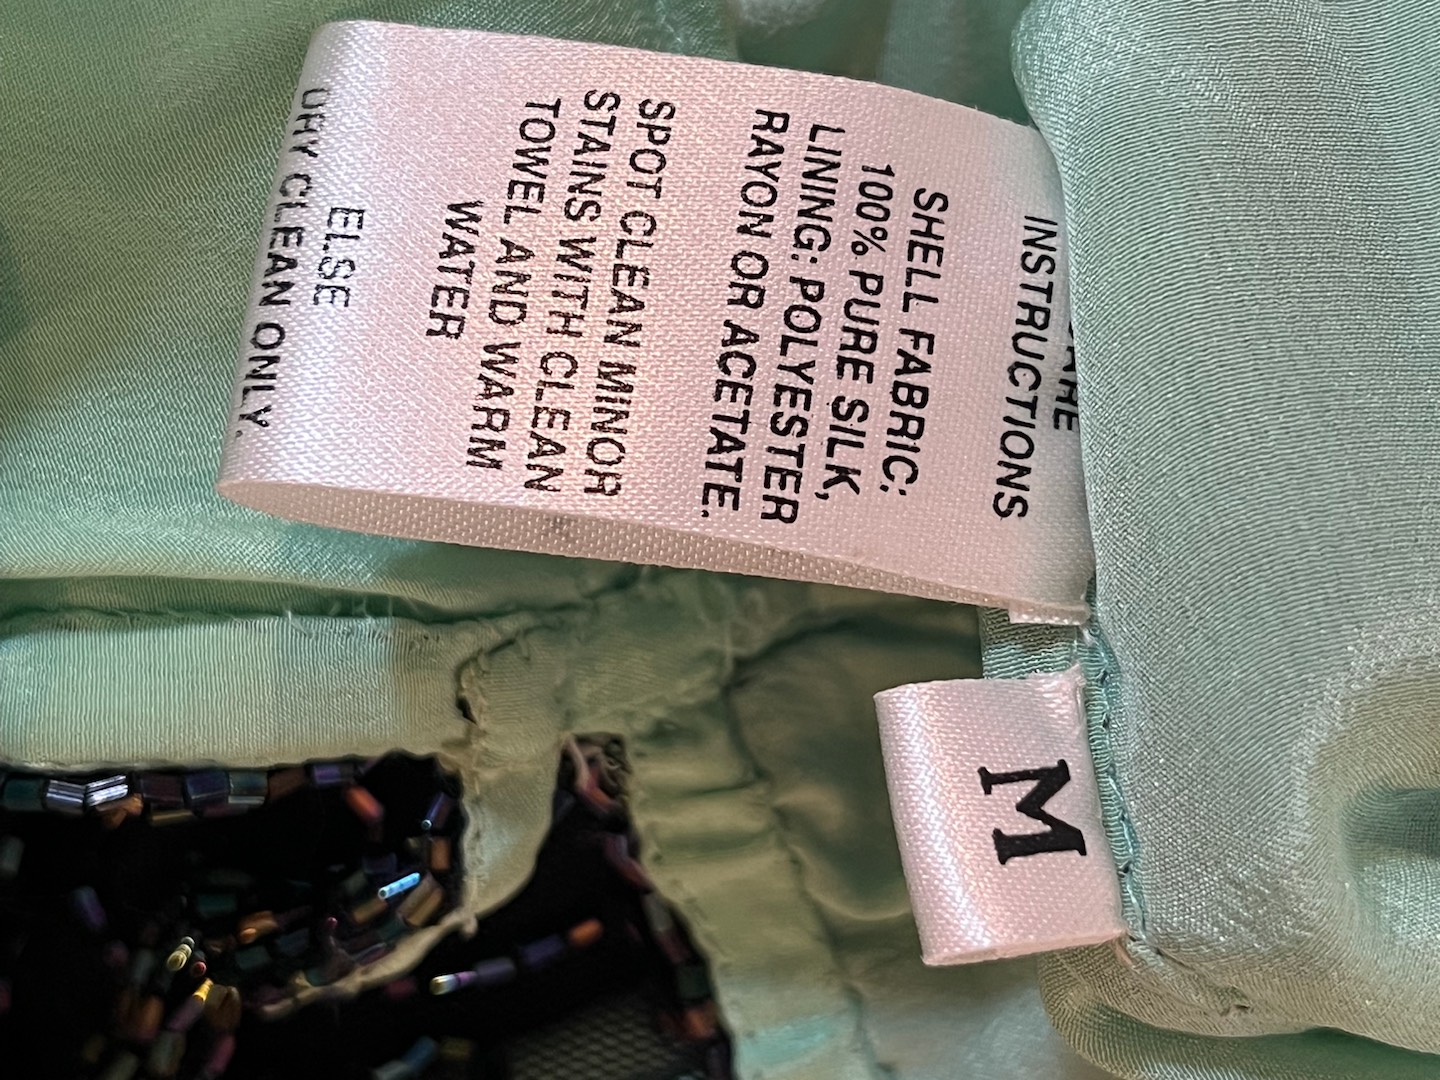 INSTRUCTIONS
SHELL FABRIC:
100% PURE SILK,
LINING: POLYESTER
RAYON OR ACETATE.
SPOT CLEAN MINOR
STAINS WITH CLEAN
TOWEL AND WARM
WATER
ELSE
DRY CLEAN ONLY.
M